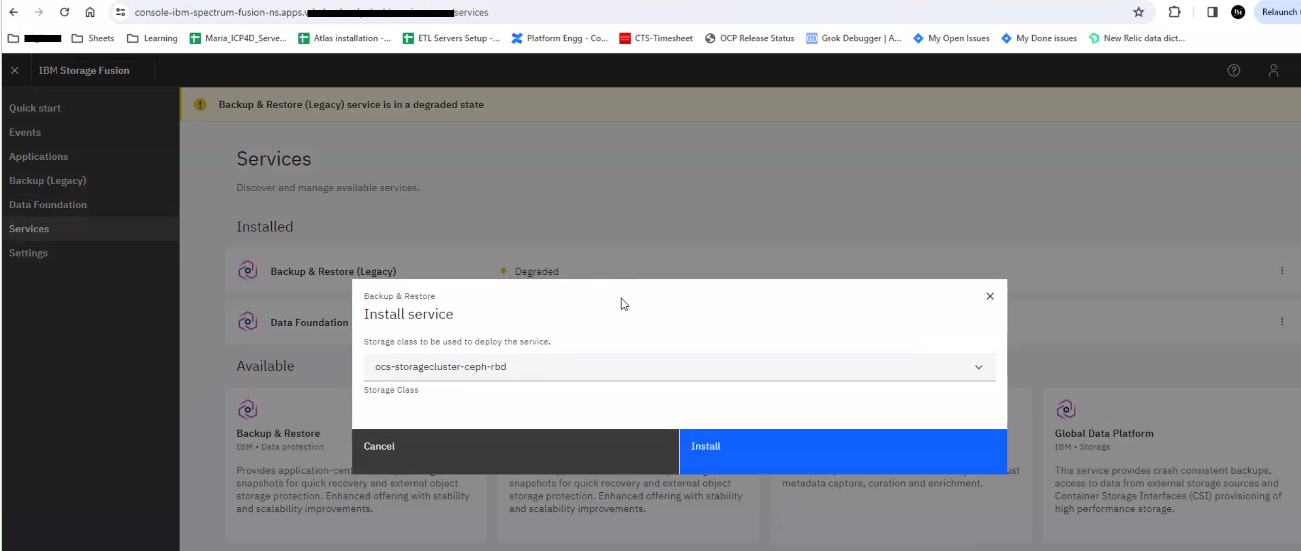 console-ibm-spectrum-fusion-ns.apps. services
Relaunch t
Sheets Learning Maria_ICP4D_Serve... Atlas installation -... ETL Servers Setup -... Platform Engg - Co... CTS-Timesheet OCP Release Status Grok Debugger | A... My Open Issues My Done issues New Relic data dict...
IBM Storage Fusion
Quick start
Events
Applications
Backup (Legacy)
Data Foundation
Services
Settings
Backup & Restore (Legacy) service is in a degraded state
Services
Discover and manage available services.
Installed
Backup & Restore (Legacy) Degraded
Data Foundation
Backup & Restore
Install service
Storage class to be used to deploy the service.
ocs-storagecluster-ceph-rbd
Storage Class
Cancel Install
Available
Backup & Restore
IBM • Data protection
Provides application-cent
snapshots for quick recovery and external object
storage protection. Enhanced offering with stability
and scalability improvements.
snapshots for quick recovery and external object
storage protection. Enhanced offering with stability
and scalability improvements.
metadata capture, curation and enrichment.
Global Data Platform
IBM • Storage
This service provides crash consistent backups,
access to data from external storage sources and
Container Storage Interfaces (CSI) provisioning of
high performance storage.